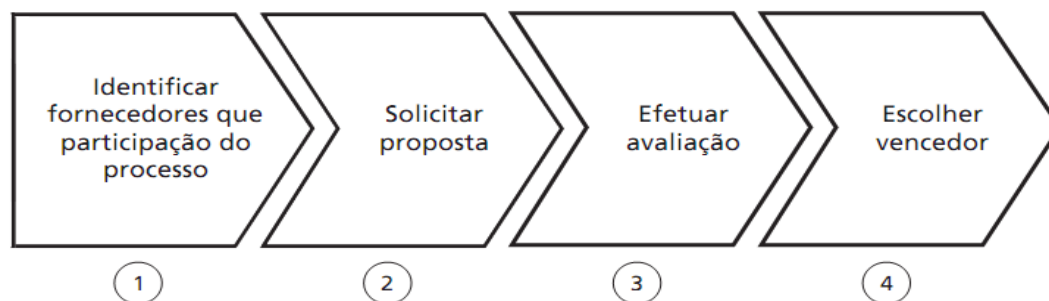 Identificar
fornecedores que
participação do
processo
Solicitar
proposta
Efetuar
avaliação
Escolher
vencedor
1
2
3
4